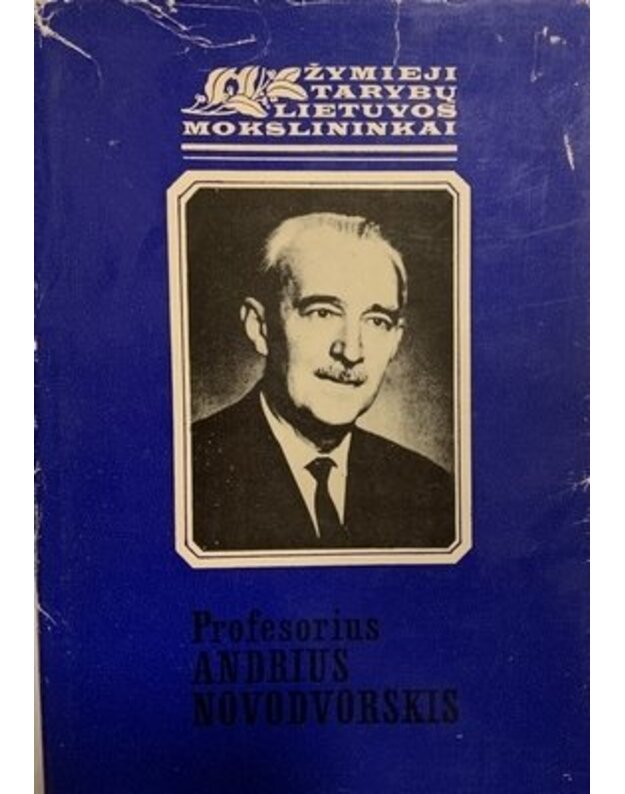 ŽYMIEJI
TARYBŲ
LIETUVOS
MOKSLININKAI
Profesorius
ANDRIUS
NOVODVORSKIS